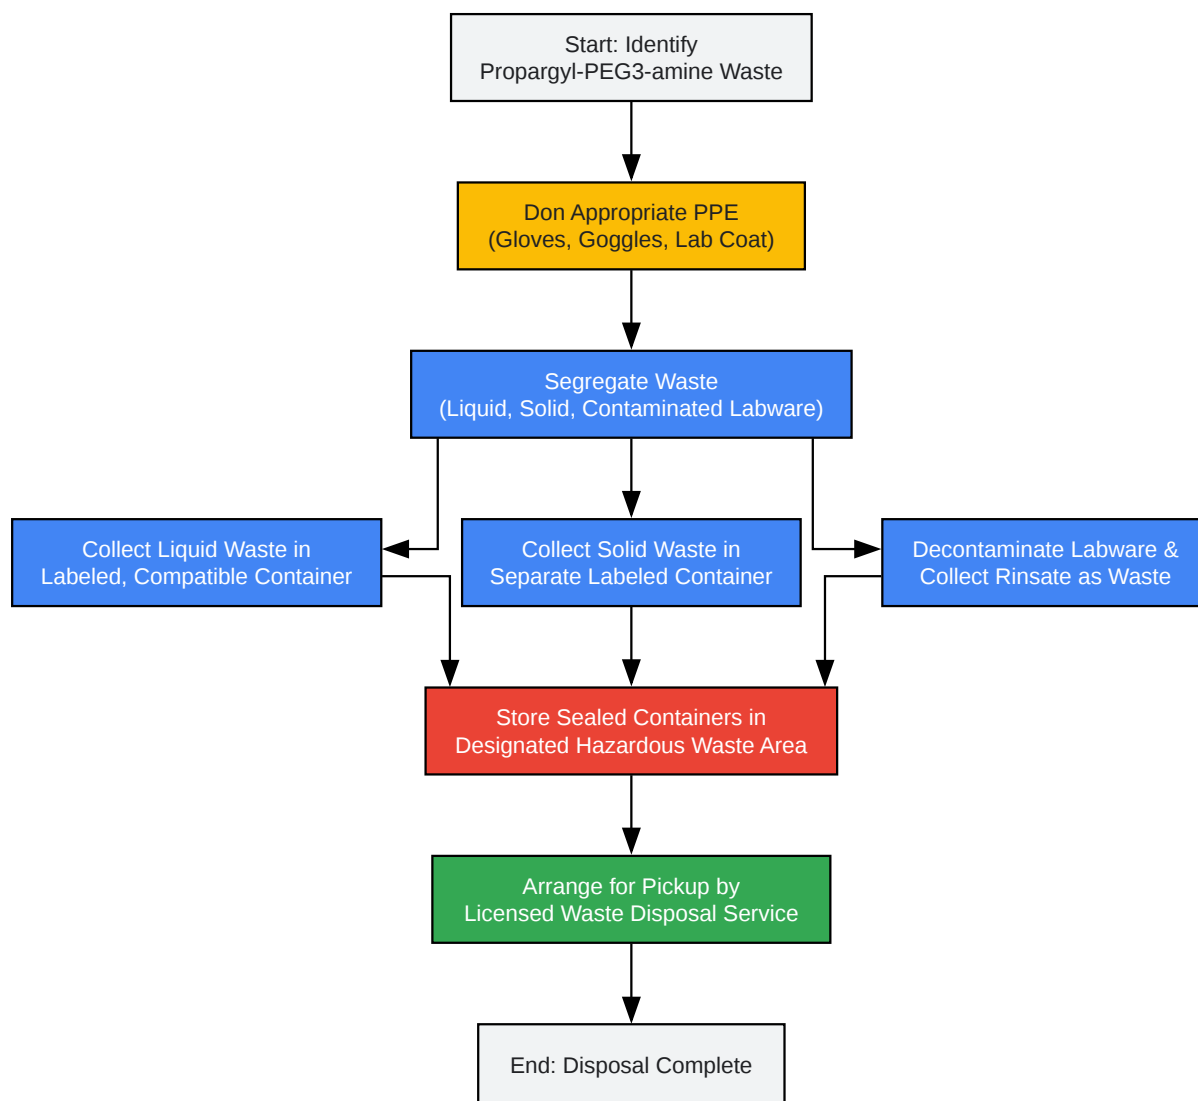 Start: Identify
Propargyl-PEG3-amine Waste
Don Appropriate PPE
(Gloves, Goggles, Lab Coat)
Segregate Waste
(Liquid, Solid, Contaminated Labware)
Collect Liquid Waste in
Labeled, Compatible Container
Collect Solid Waste in
Separate Labeled Container
Decontaminate Labware &
Collect Rinsate as Waste
Store Sealed Containers in
Designated Hazardous Waste Area
Arrange for Pickup by
Licensed Waste Disposal Service
End: Disposal Complete